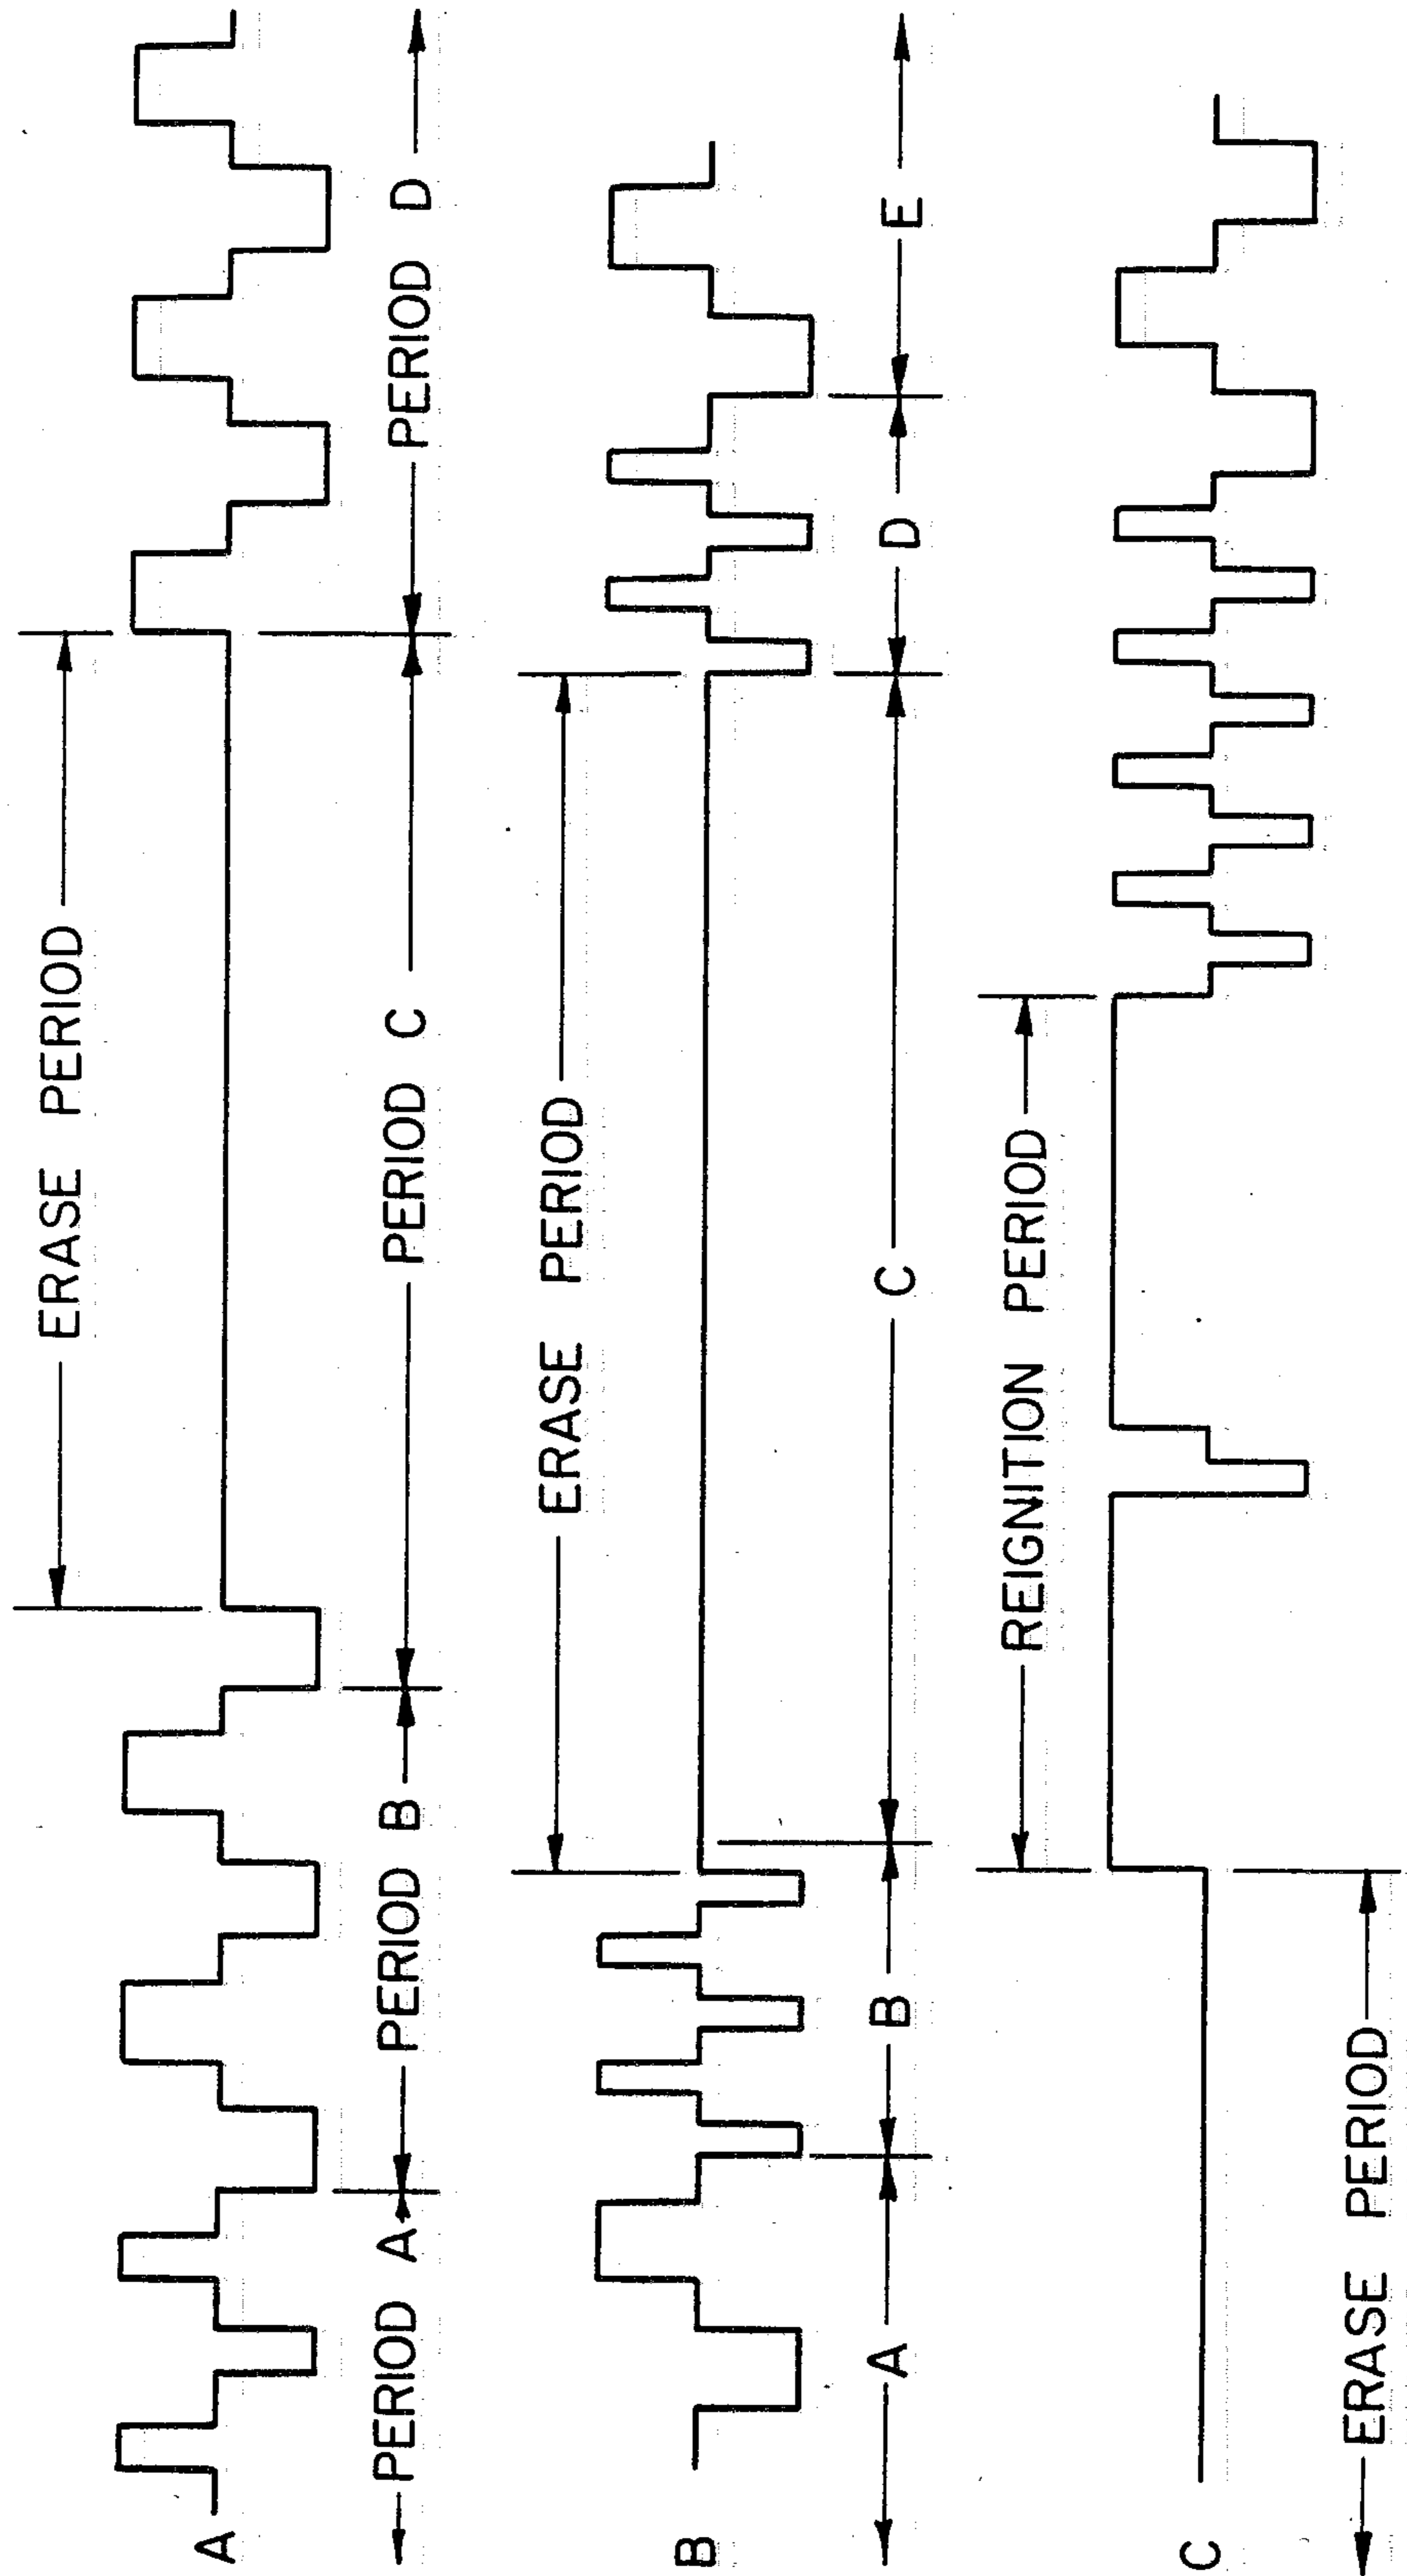 ERASE PERIOD
A
PERIOD A PERIOD B PERIOD C PERIOD D
ERASE PERIOD
B
A B C D E
REIGNITION PERIOD
C
ERASE PERIOD